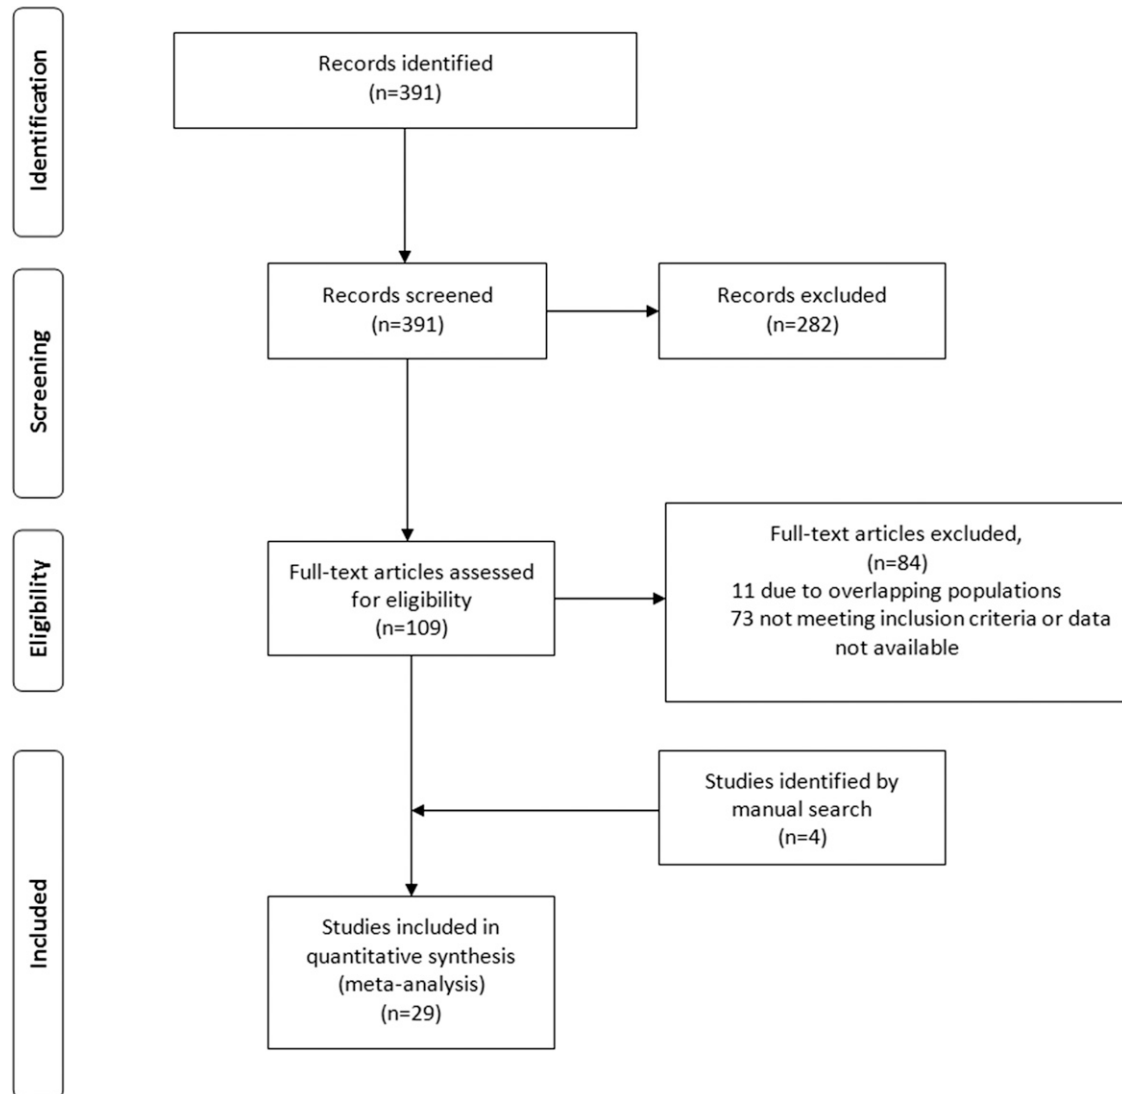 Identification
Records identified
(n=391)
Screening
Records screened
(n=391)
Records excluded
(n=282)
Eligibility
Full-text articles assessed
for eligibility
(n=109)
Full-text articles excluded,
(n=84)
11 due to overlapping populations
73 not meeting inclusion criteria or data
not available
Included
Studies identified by
manual search
(n=4)
Studies included in
quantitative synthesis
(meta-analysis)
(n=29)